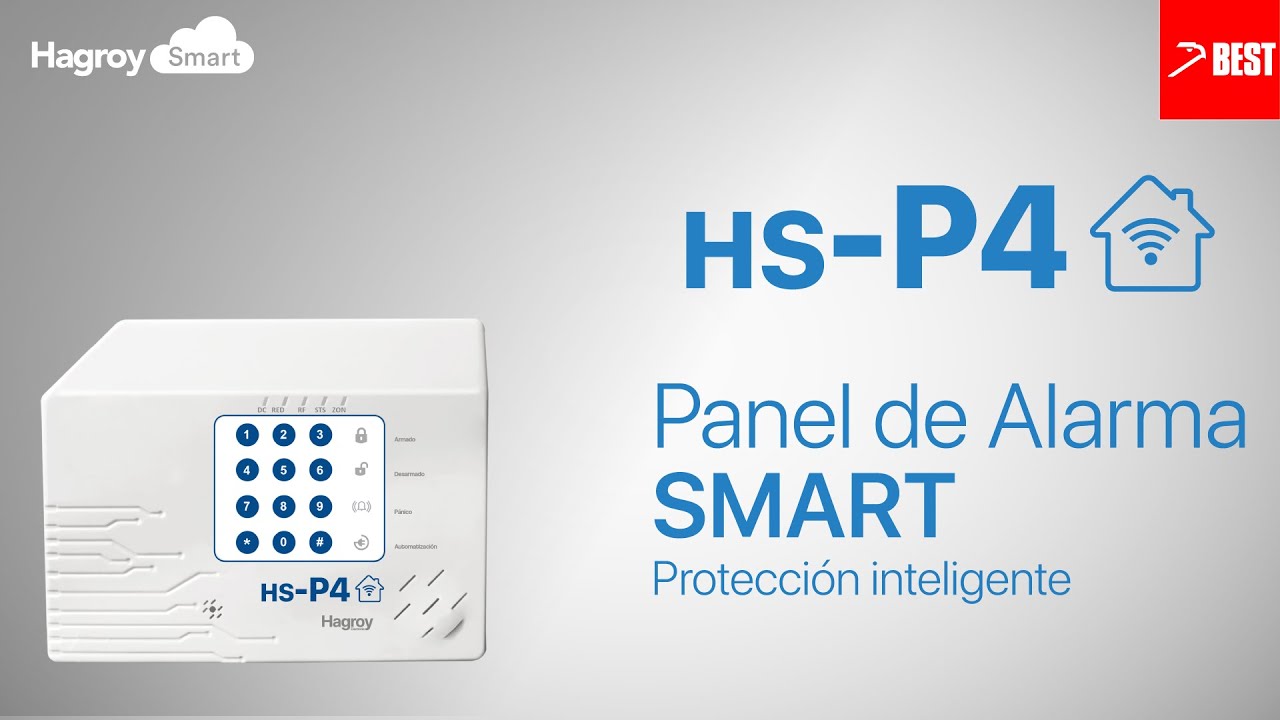 Hagroy Smart
BEST
HS-P4
Panel de Alarma
SMART
Protección inteligente
DC RED RF STS ZON
1 2 3 Armado
4 5 6 Desarmado
7 8 9 Pánico
* 0 # Automatización
HS-P4
Hagroy